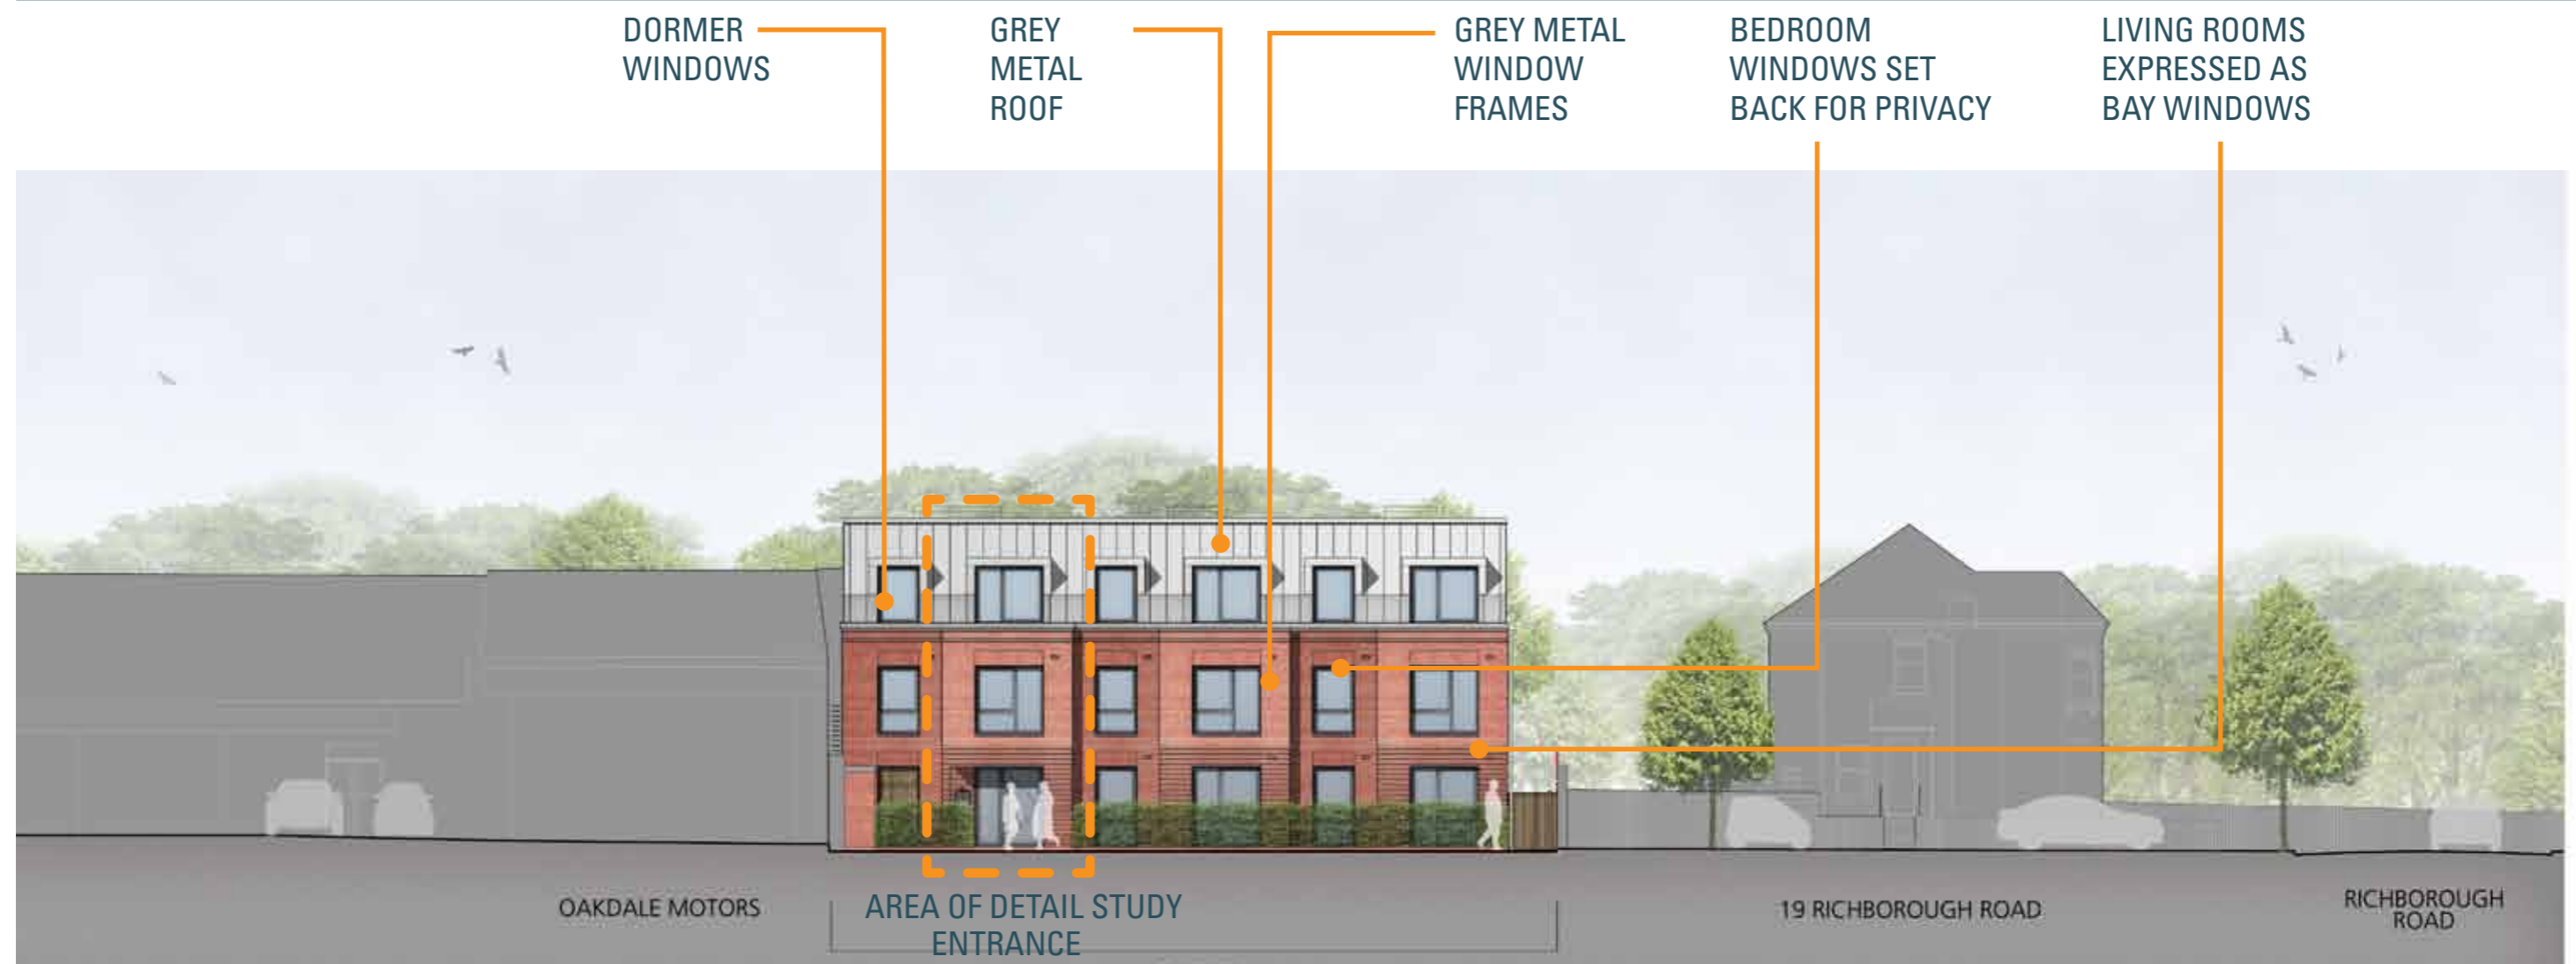 DORMER
WINDOWS
GREY
METAL
ROOF
GREY METAL
WINDOW
FRAMES
BEDROOM
WINDOWS SET
BACK FOR PRIVACY
LIVING ROOMS
EXPRESSED AS
BAY WINDOWS
OAKDALE MOTORS
AREA OF DETAIL STUDY
ENTRANCE
19 RICHBOROUGH ROAD
RICHBOROUGH
ROAD